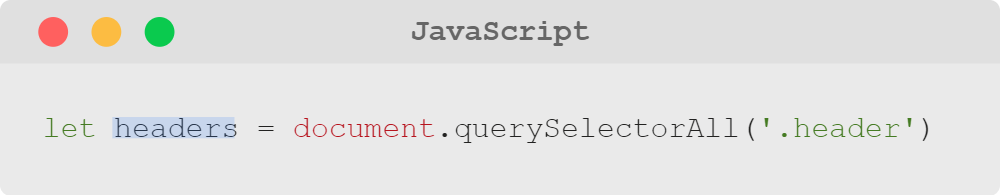 JavaScript
let headers = document.querySelectorAll('.header')